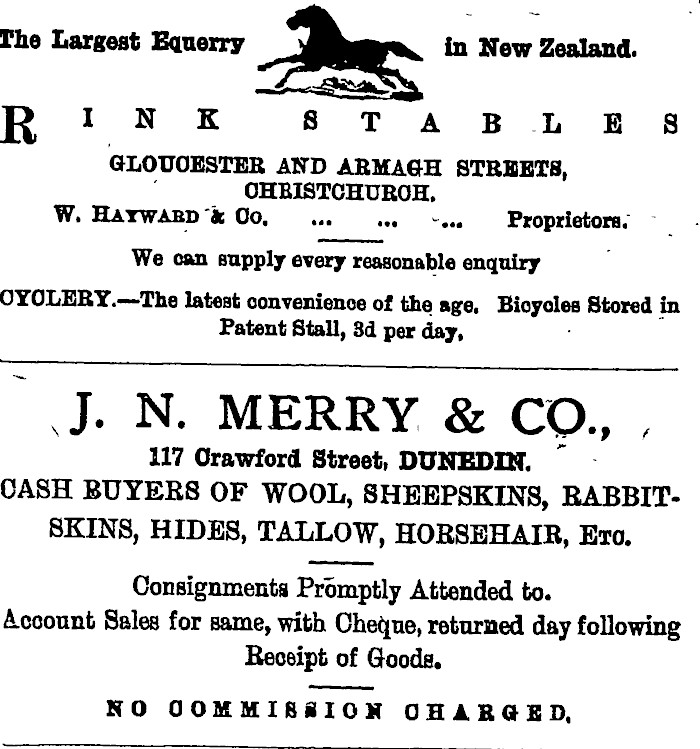 The Largest Equerry in New Zealand.
RINK STABLES
GLOUCESTER AND ARMAGH STREETS,
CHRISTCHURCH.
W. HAYWARD & Co. ... ... ... Proprietors.
We can supply every reasonable enquiry
CYCLERY.—The latest convenience of the age. Bicycles Stored in
Patent Stall, 3d per day.
J. N. MERRY & CO.,
117 Crawford Street, DUNEDIN.
CASH BUYERS OF WOOL, SHEEPSKINS, RABBIT-
SKINS, HIDES, TALLOW, HORSEHAIR, ETC.
Consignments Promptly Attended to.
Account Sales for same, with Cheque, returned day following
Receipt of Goods.
NO COMMISSION CHARGED.